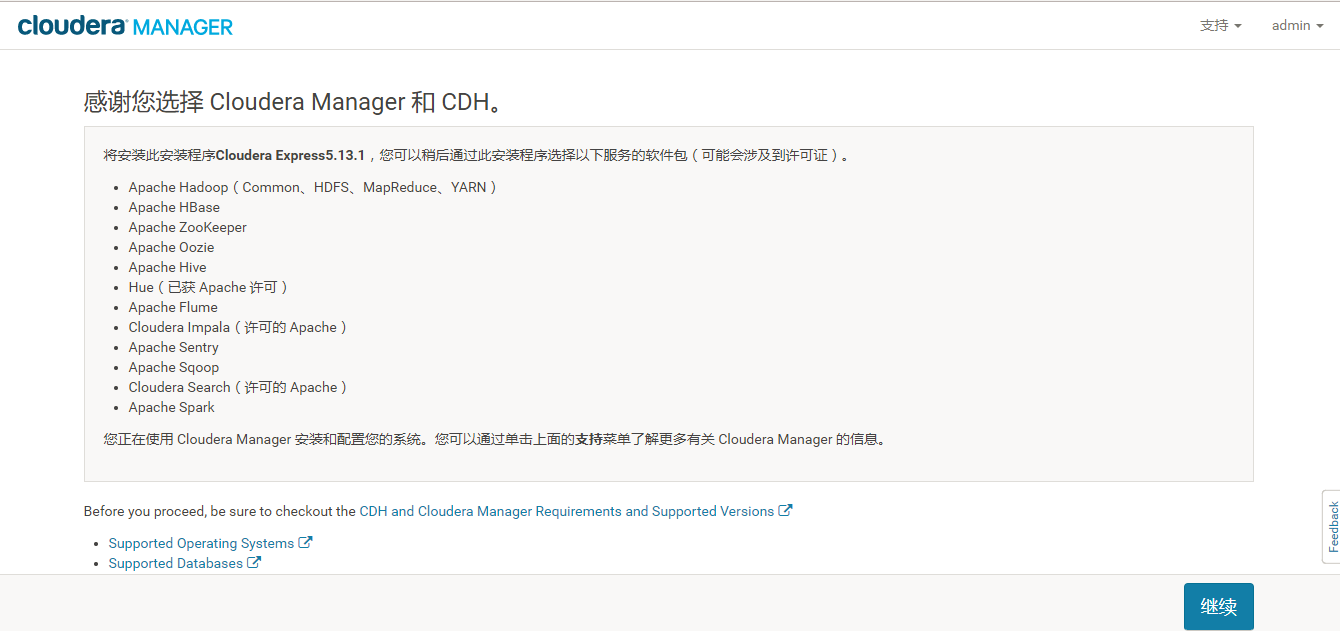 cloudera MANAGER
支持 admin
感谢您选择 Cloudera Manager 和 CDH。
将安装此安装程序Cloudera Express5.13.1，您可以稍后通过此安装程序选择以下服务的软件包（可能会涉及到许可证）。
Apache Hadoop（Common、HDFS、MapReduce、YARN）
Apache HBase
Apache ZooKeeper
Apache Oozie
Apache Hive
Hue（已获 Apache 许可）
Apache Flume
Cloudera Impala（许可的 Apache）
Apache Sentry
Apache Sqoop
Cloudera Search（许可的 Apache）
Apache Spark
您正在使用 Cloudera Manager 安装和配置您的系统。您可以通过单击上面的支持菜单了解更多有关 Cloudera Manager 的信息。
Before you proceed, be sure to checkout the CDH and Cloudera Manager Requirements and Supported Versions
Supported Operating Systems
Supported Databases
Feedback
继续